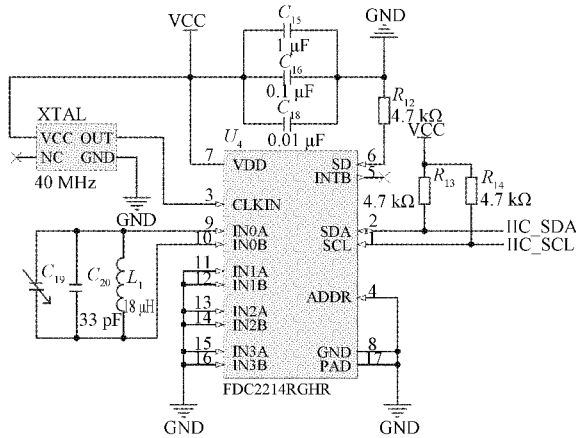 C15
1 μF
C16
0.1 μF
C18
0.01 μF
VCC
GND
XTAL
VCC OUT
NC GND
40 MHz
GND
R12
4.7 kΩ
VCC
R13
4.7 kΩ
R14
4.7 kΩ
U4
7 VDD
3 CLKIN
9 IN0A
10 IN0B
11 IN1A
12 IN1B
13 IN2A
14 IN2B
15 IN3A
16 IN3B
SD 6
INTB 5
SDA 2
SCL 1
ADDR 4
GND 8
PAD 17
IIC_SDA
IIC_SCL
C19
C20
33 pF
L1
18 μH
FDC2214RGHR
GND
GND